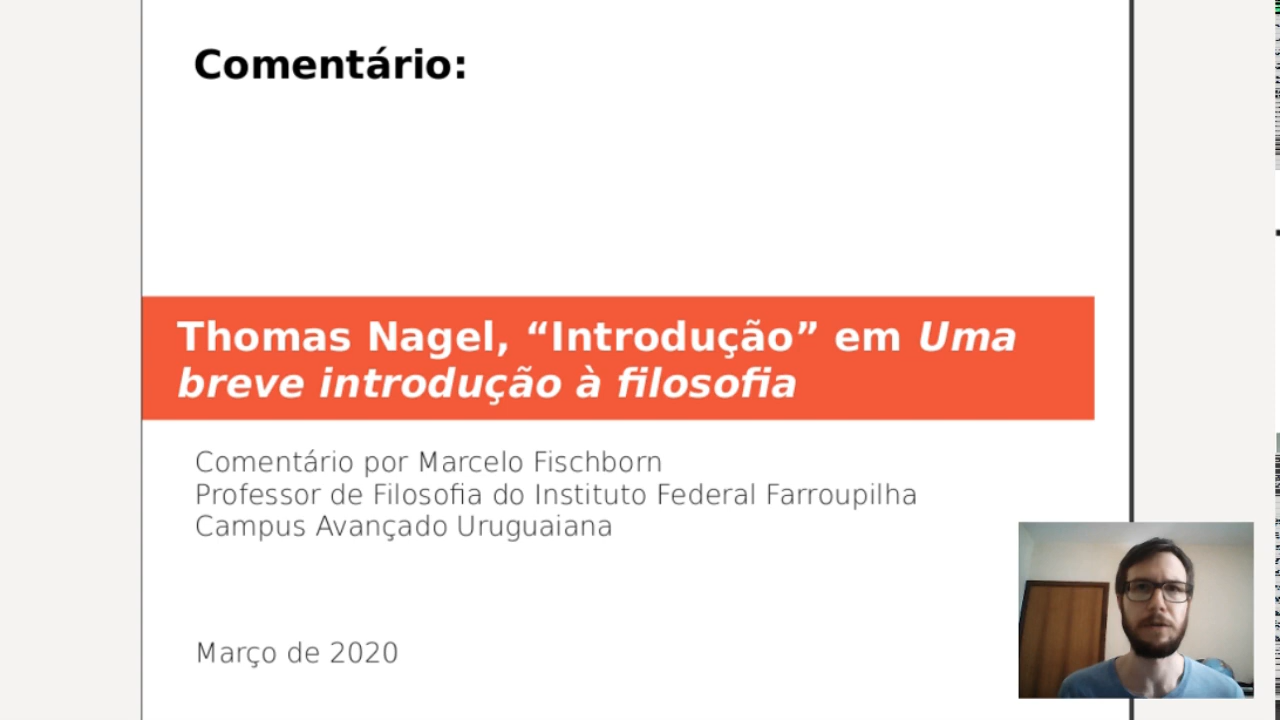 Comentário:
Thomas Nagel, “Introdução” em Uma
breve introdução à filosofia
Comentário por Marcelo Fischborn
Professor de Filosofia do Instituto Federal Farroupilha
Campus Avançado Uruguaiana
Março de 2020